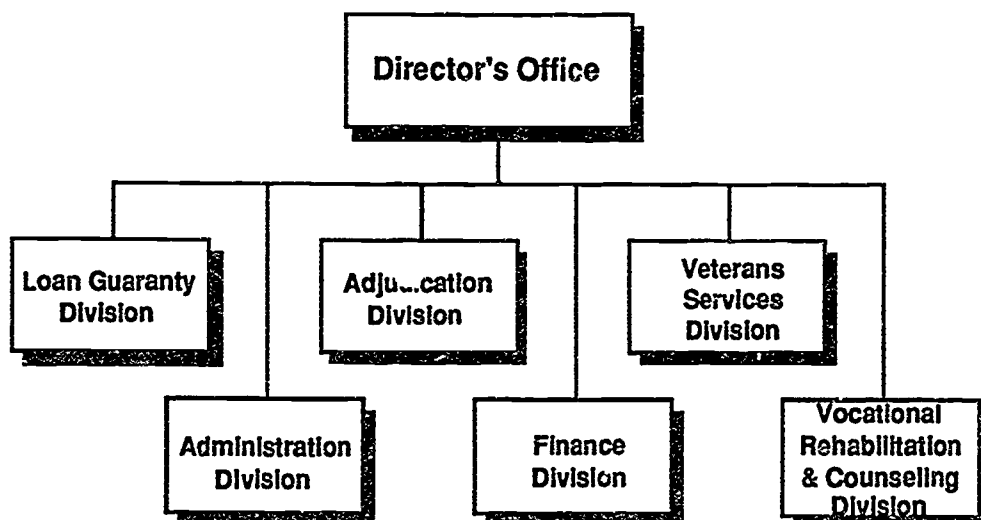 Director's Office
Loan Guaranty
Division
Division
Veterans
Services
Division
Administration
Division
Finance
Division
Vocational
Rehabilitation
& Counseling
Division